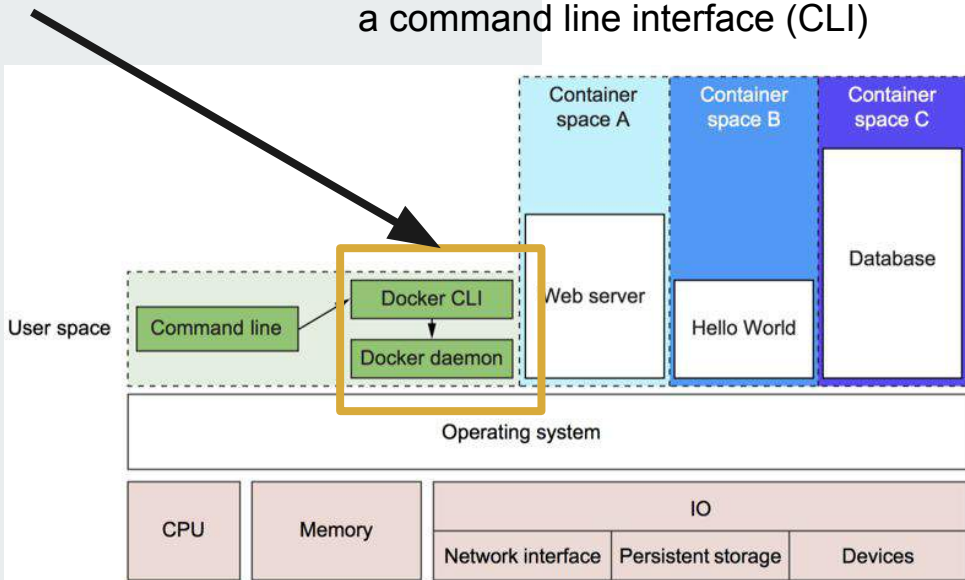 a command line interface (CLI)
Container
space A
Container
space B
Container
space C
Database
Web server
Hello World
User space
Command line
Docker CLI
Docker daemon
Operating system
CPU
Memory
IO
Network interface
Persistent storage
Devices